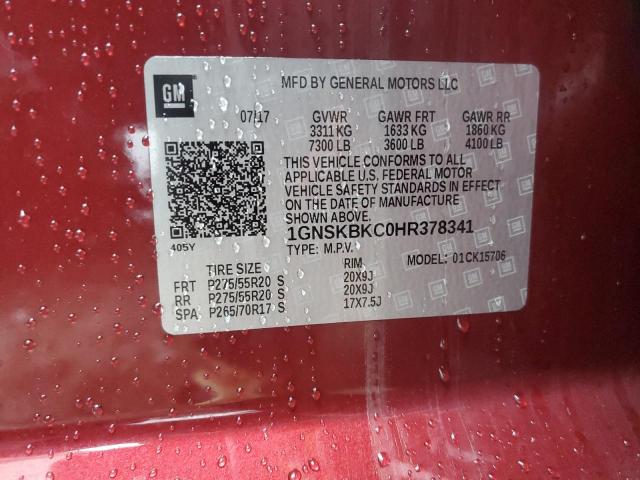 GM
MFD BY GENERAL MOTORS LLC
07/17 GVWR GAWR FRT GAWR RR
3311 KG 1633 KG 1860 KG
7300 LB 3600 LB 4100 LB
THIS VEHICLE CONFORMS TO ALL
APPLICABLE U.S. FEDERAL MOTOR
VEHICLE SAFETY STANDARDS IN EFFECT
ON THE DATE OF MANUFACTURE
SHOWN ABOVE.
405Y 1GNSKBKC0HR378341
TYPE: M.P.V. MODEL: 01CK15706
TIRE SIZE RIM
FRT P275/55R20 S 20X9J
RR P275/55R20 S 20X9J
SPA P265/70R17 S 17X7.5J